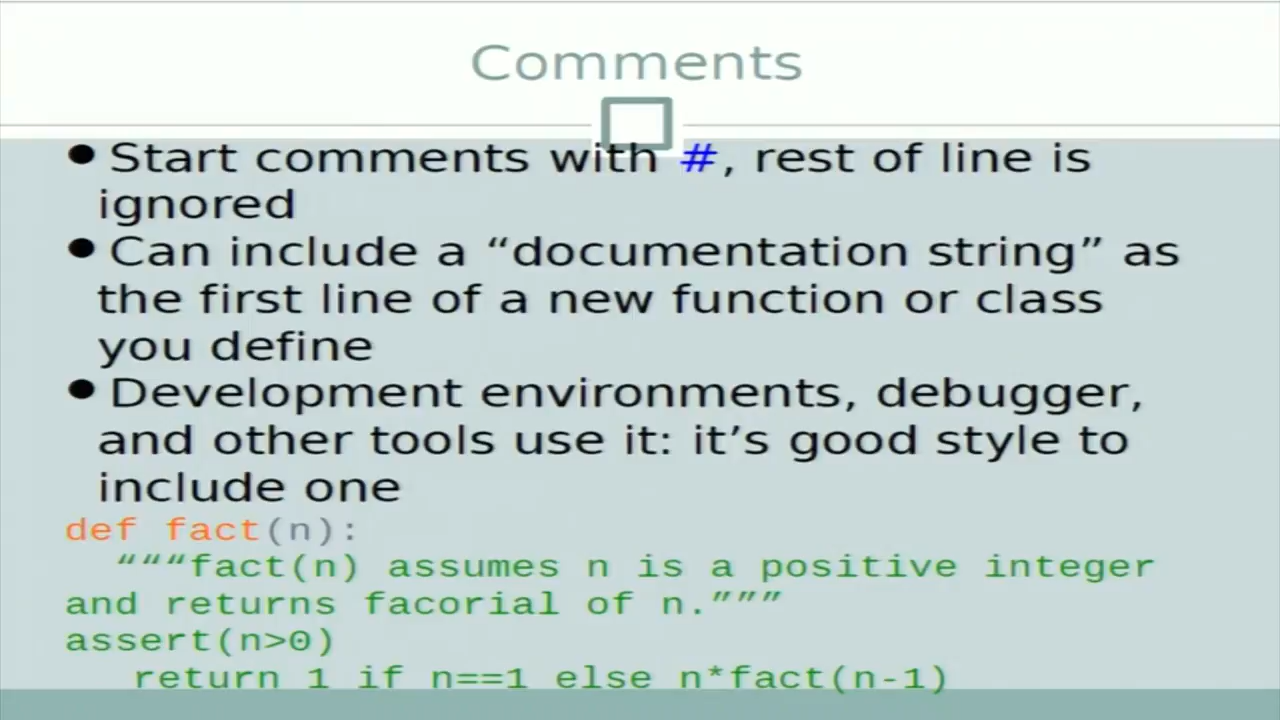 Comments
● Start comments with #, rest of line is
ignored
● Can include a “documentation string” as
the first line of a new function or class
you define
● Development environments, debugger,
and other tools use it: it’s good style to
include one
def fact(n):
“““fact(n) assumes n is a positive integer
and returns facorial of n.”””
assert(n>0)
return 1 if n==1 else n*fact(n-1)